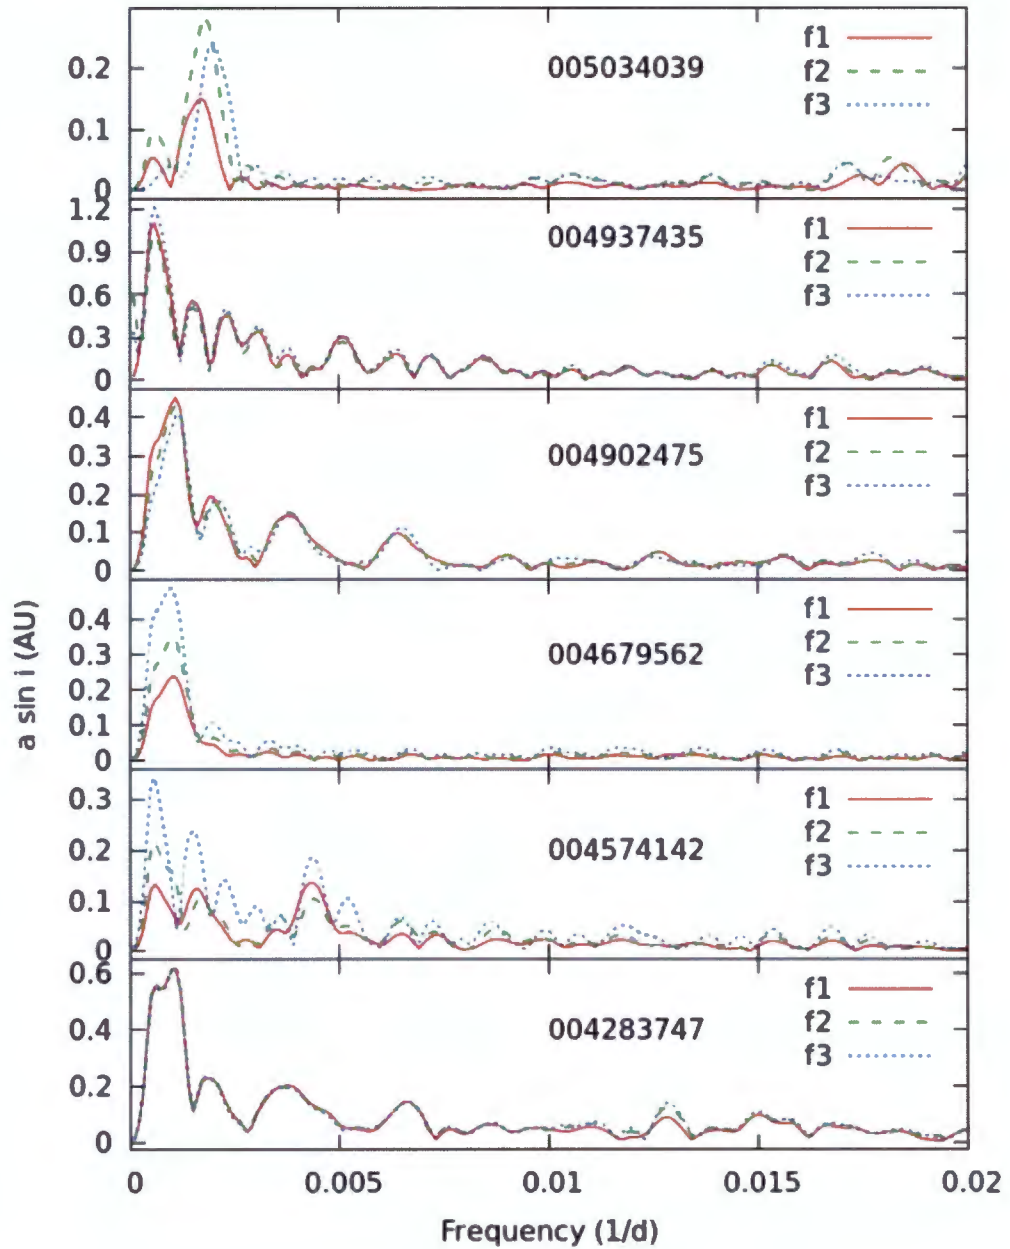 005034039
f1
f2
f3
0.2
0.1
0
004937435
f1
f2
f3
1.2
0.9
0.6
0.3
0
004902475
f1
f2
f3
0.4
0.3
0.2
0.1
0
004679562
f1
f2
f3
0.4
0.3
0.2
0.1
0
004574142
f1
f2
f3
0.3
0.2
0.1
0
004283747
f1
f2
f3
0.6
0.4
0.2
0
a sin i (AU)
0 0.005 0.01 0.015 0.02
Frequency (1/d)